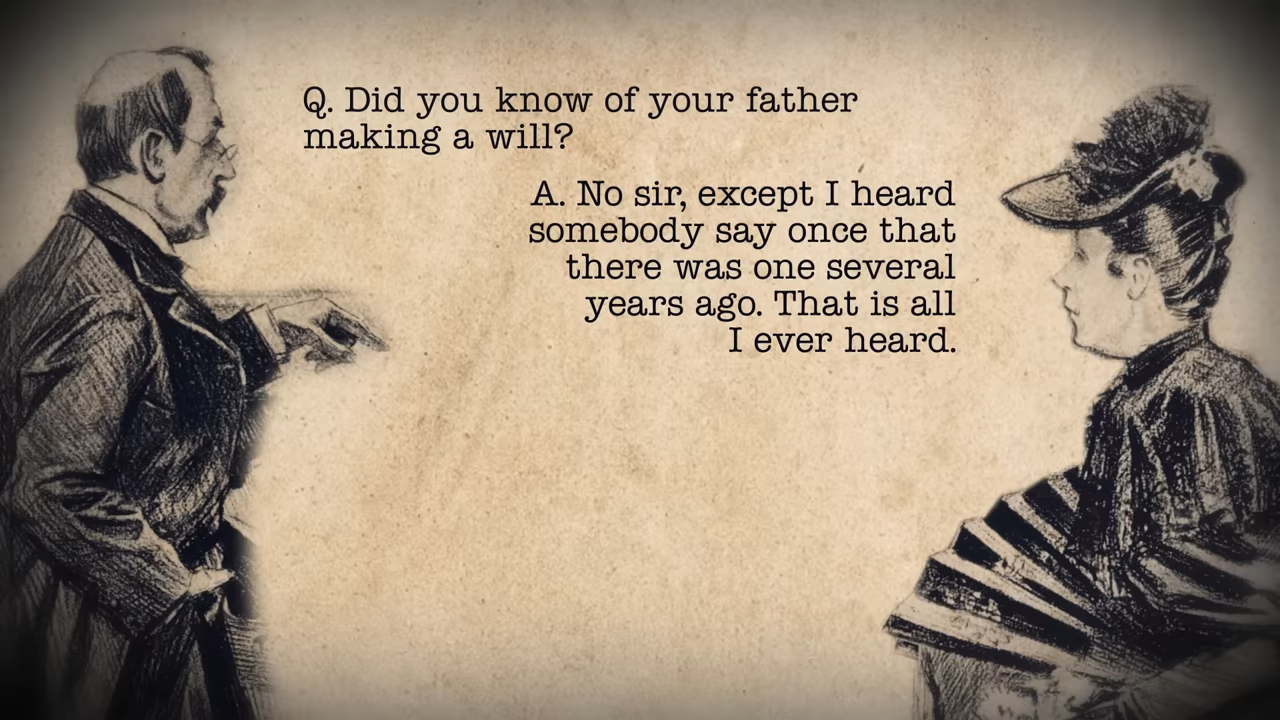 Q. Did you know of your father
making a will?
A. No sir, except I heard
somebody say once that
there was one several
years ago. That is all
I ever heard.